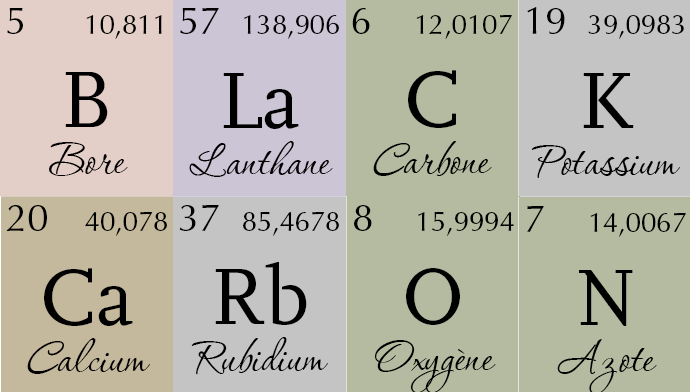 5 10,811 57 138,906 6 12,0107 19 39,0983
B La C K
Bore Lanthane Carbone Potassium
20 40,078 37 85,4678 8 15,9994 7 14,0067
Ca Rb O N
Calcium Rubidium Oxygène Azote